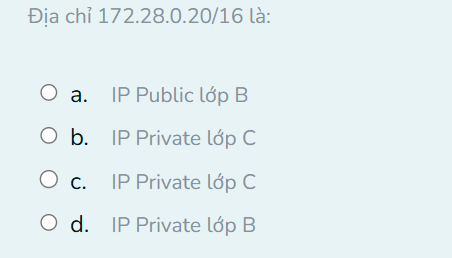 Địa chỉ 172.28.0.20/16 là:
a. IP Public lớp B
b. IP Private lớp C
c. IP Private lớp C
d. IP Private lớp B